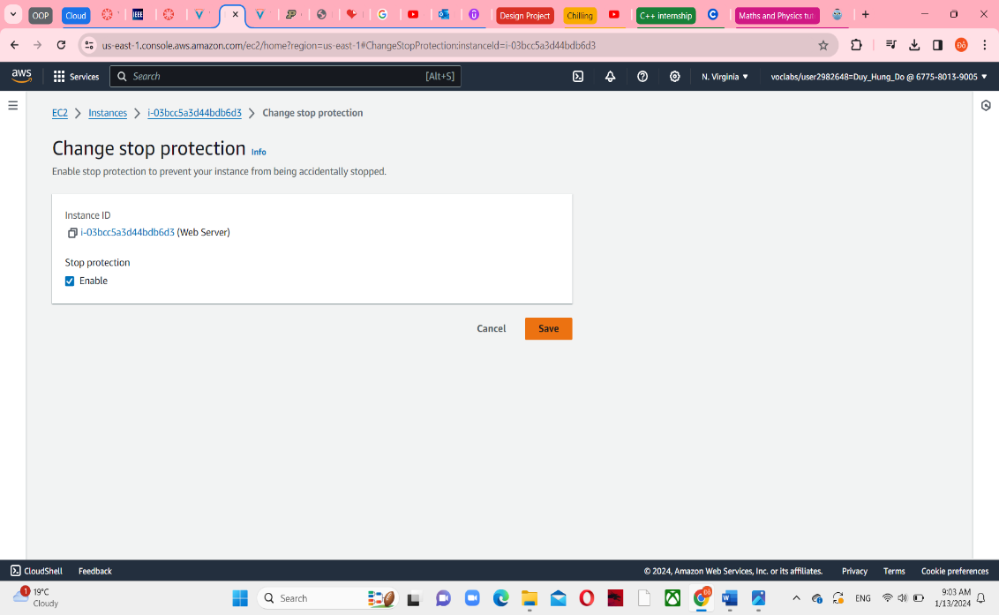 OOP
Cloud
IEEE
Design Project
Chilling
C++ internship
Maths and Physics tut
us-east-1.console.aws.amazon.com/ec2/home?region=us-east-1#ChangeStopProtection:instanceId=i-03bcc5a3d44bdb6d3
Đỗ
aws
Services
Search
[Alt+S]
N. Virginia
voclabs/user2982648=Duy_Hung_Do @ 6775-8013-9005
EC2 > Instances > i-03bcc5a3d44bdb6d3 > Change stop protection
Change stop protection Info
Enable stop protection to prevent your instance from being accidentally stopped.
Instance ID
i-03bcc5a3d44bdb6d3 (Web Server)
Stop protection
Enable
Cancel
Save
CloudShell
Feedback
© 2024, Amazon Web Services, Inc. or its affiliates.
Privacy
Terms
Cookie preferences
1
19°C
Cloudy
Search
ENG
9:03 AM
1/13/2024